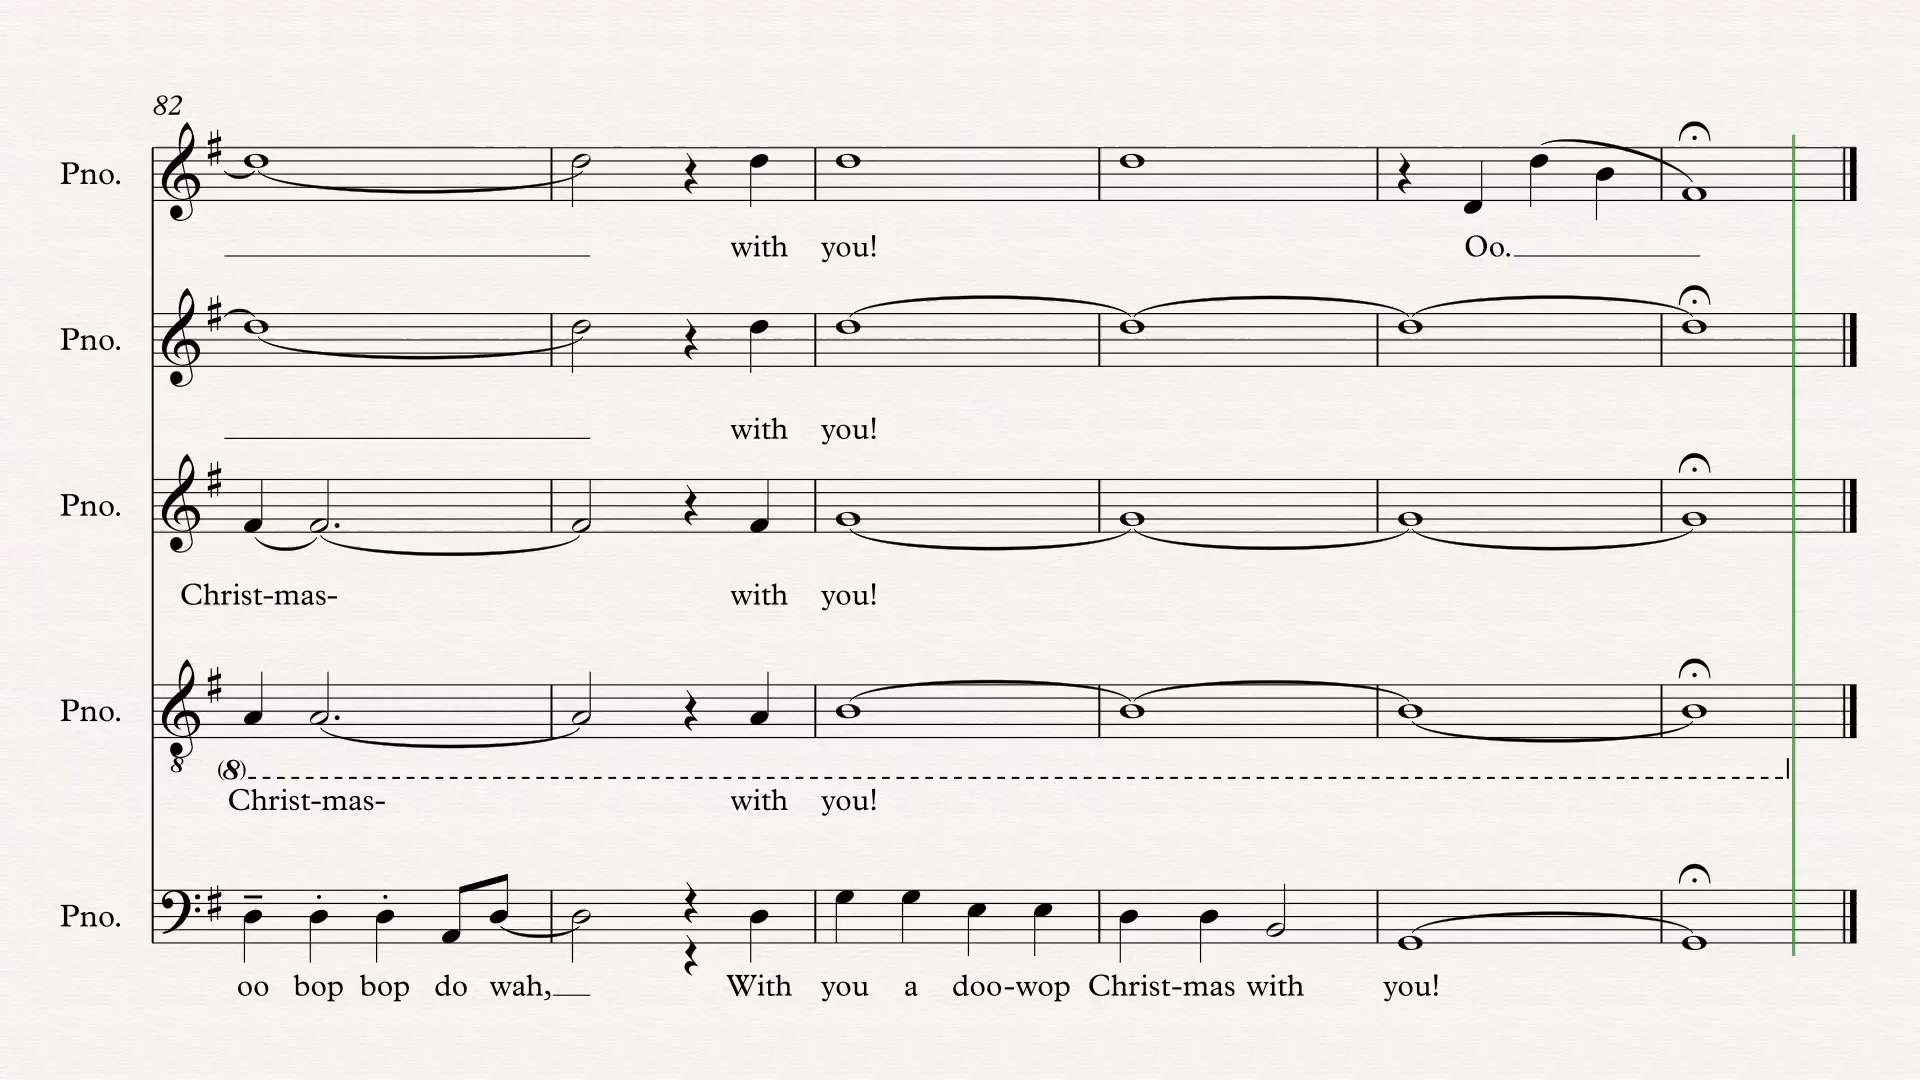 82
Pno.
with you! Oo.
Pno.
with you!
Pno.
Christ-mas- with you!
Pno.
8
(8)
Christ-mas- with you!
Pno.
oo bop bop do wah, With you a doo-wop Christ-mas with you!